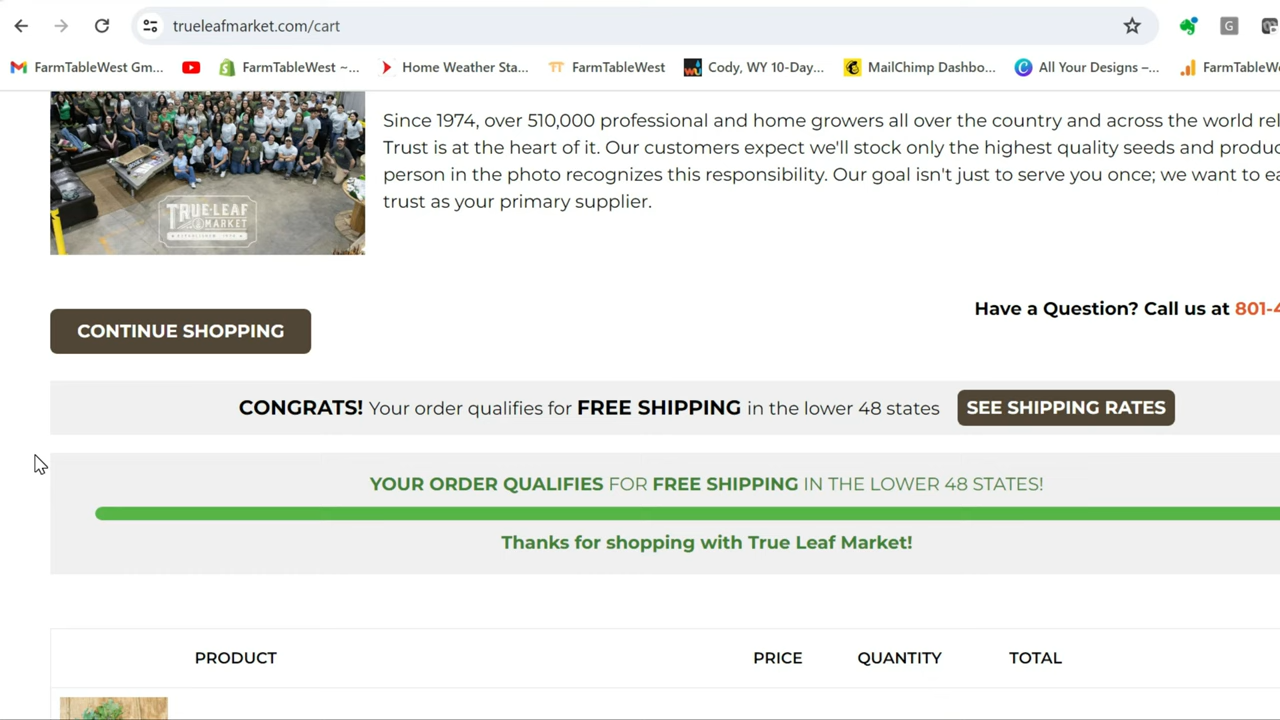 trueleafmarket.com/cart
G
FarmTableWest Gm...
FarmTableWest ~...
Home Weather Sta...
TT FarmTableWest
WU Cody, WY 10-Day...
MailChimp Dashbo...
C All Your Designs –...
FarmTableWe
Since 1974, over 510,000 professional and home growers all over the country and across the world rel
Trust is at the heart of it. Our customers expect we'll stock only the highest quality seeds and produc
person in the photo recognizes this responsibility. Our goal isn't just to serve you once; we want to ea
trust as your primary supplier.
TRUE LEAF
MARKET
Have a Question? Call us at 801-4
CONTINUE SHOPPING
CONGRATS! Your order qualifies for FREE SHIPPING in the lower 48 states SEE SHIPPING RATES
YOUR ORDER QUALIFIES FOR FREE SHIPPING IN THE LOWER 48 STATES!
Thanks for shopping with True Leaf Market!
PRODUCT PRICE QUANTITY TOTAL